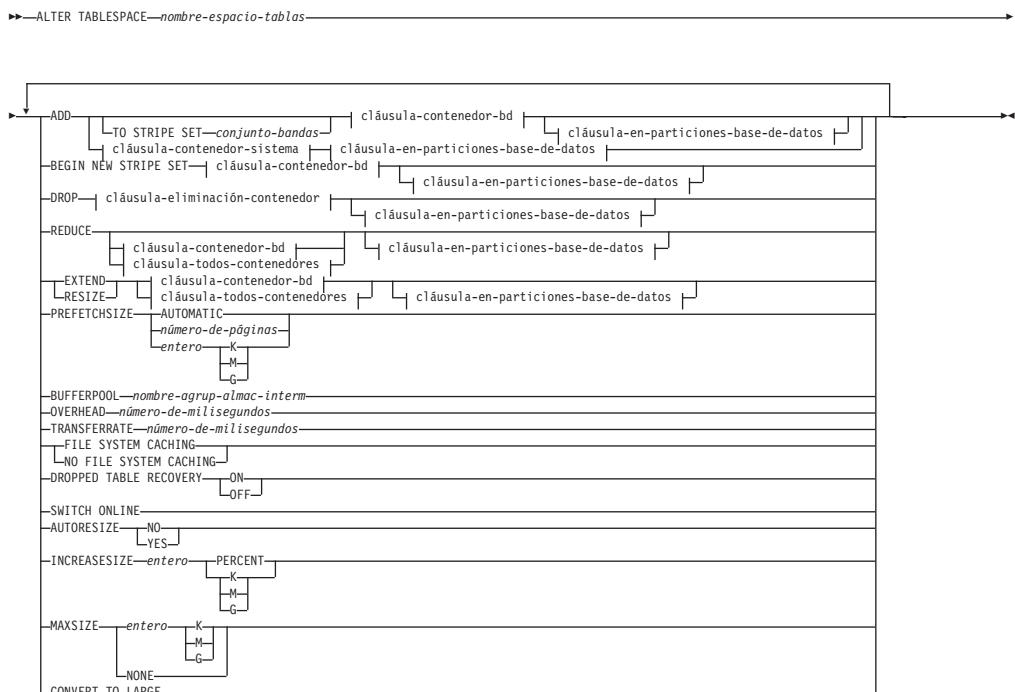 ALTER TABLESPACE nombre-espacio-tablas
ADD cláusula-contenedor-bd
TO STRIPE SET conjunto-bandas cláusula-en-particiones-base-de-datos
cláusula-contenedor-sistema cláusula-en-particiones-base-de-datos
BEGIN NEW STRIPE SET cláusula-contenedor-bd
cláusula-en-particiones-base-de-datos
DROP cláusula-eliminación-contenedor
cláusula-en-particiones-base-de-datos
REDUCE
cláusula-contenedor-bd cláusula-en-particiones-base-de-datos
cláusula-todos-contenedores
EXTEND cláusula-contenedor-bd
RESIZE cláusula-todos-contenedores cláusula-en-particiones-base-de-datos
PREFETCHSIZE AUTOMATIC
número-de-páginas
entero K
M
G
BUFFERPOOL nombre-agrup-almac-interm
OVERHEAD número-de-milisegundos
TRANSFERRATE número-de-milisegundos
FILE SYSTEM CACHING
NO FILE SYSTEM CACHING
DROPPED TABLE RECOVERY ON
OFF
SWITCH ONLINE
AUTORESIZE NO
YES
INCREASESIZE entero PERCENT
K
M
G
MAXSIZE entero K
M
G
NONE
CONVERT TO LARGE